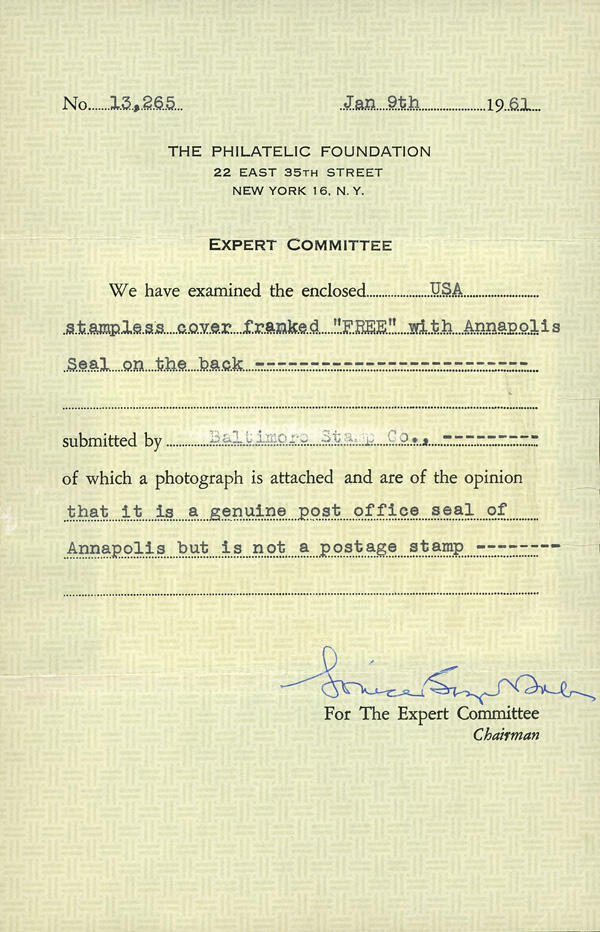 No. 13,265 Jan 9th 1961
THE PHILATELIC FOUNDATION
22 EAST 35TH STREET
NEW YORK 16, N. Y.
EXPERT COMMITTEE
We have examined the enclosed USA
stampless cover franked "FREE" with Annapolis
Seal on the back ----------------------------
submitted by Baltimore Stamp Co., ---------
of which a photograph is attached and are of the opinion
that it is a genuine post office seal of
Annapolis but is not a postage stamp --------
For The Expert Committee
Chairman